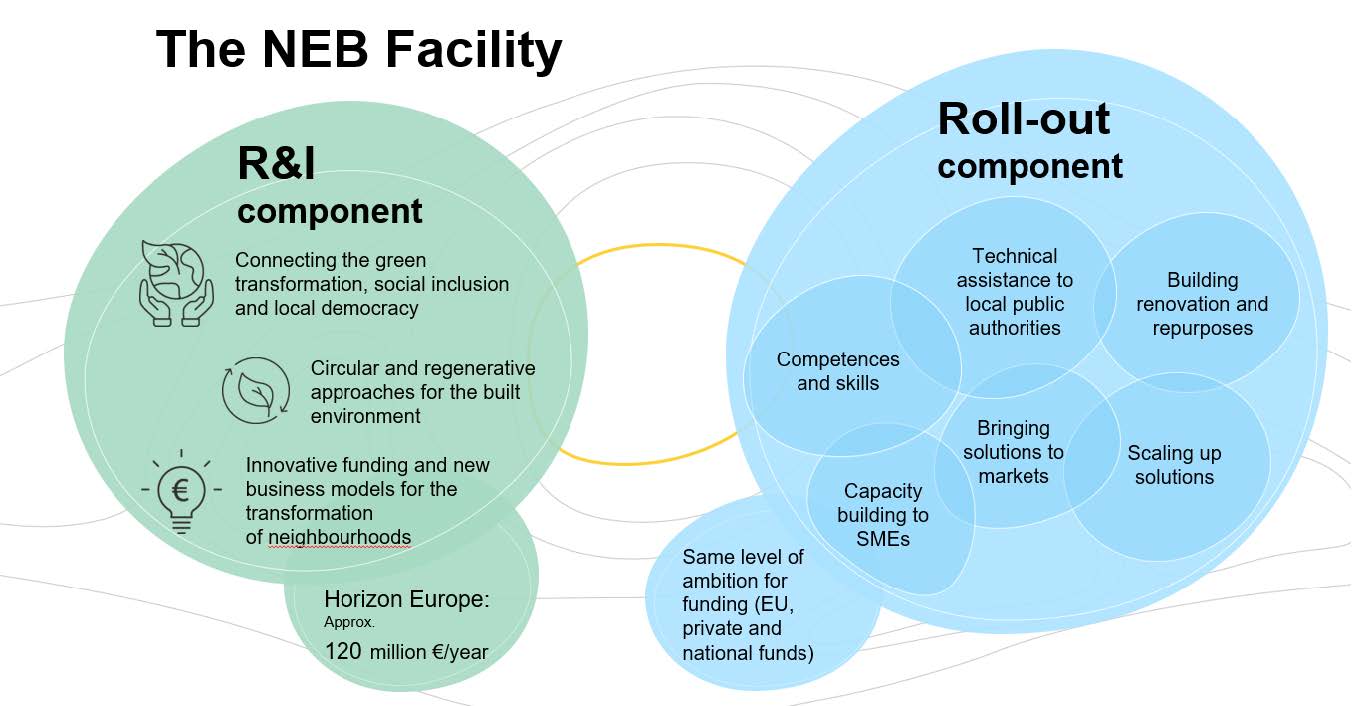 The NEB Facility
R&I
component
Connecting the green
transformation, social inclusion
and local democracy
Circular and regenerative
approaches for the built
environment
€
Innovative funding and new
business models for the
transformation
of neighbourhoods
Horizon Europe:
Approx.
120 million €/year
Roll-out
component
Technical
assistance to
local public
authorities
Building
renovation and
repurposes
Competences
and skills
Bringing
solutions to
markets
Scaling up
solutions
Capacity
building to
SMEs
Same level of
ambition for
funding (EU,
private and
national funds)